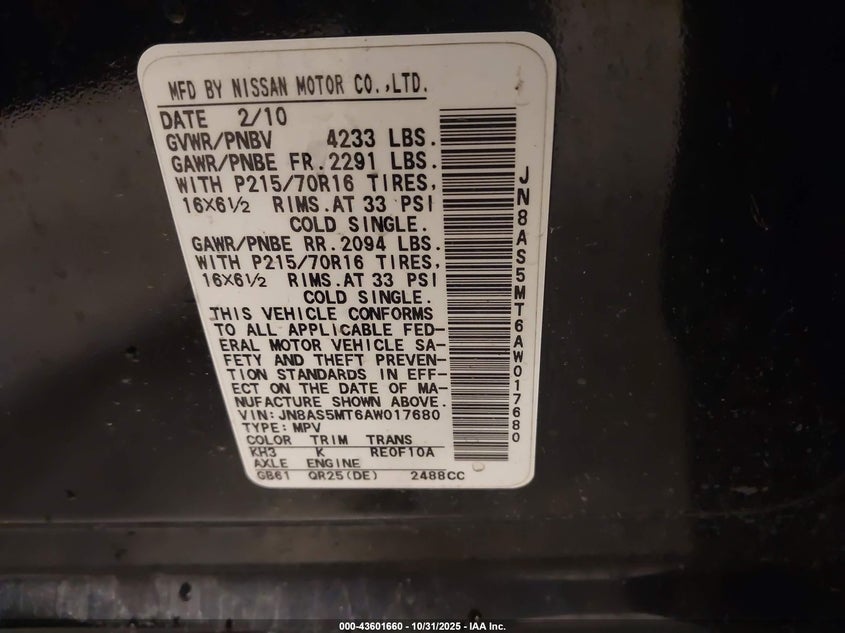 MFD BY NISSAN MOTOR CO.,LTD.
DATE 2/10
GVWR/PNBV 4233 LBS.
GAWR/PNBE FR.2291 LBS.
WITH P215/70R16 TIRES,
16X6½ RIMS.AT 33 PSI
COLD SINGLE.
GAWR/PNBE RR.2094 LBS.
WITH P215/70R16 TIRES,
16X6½ RIMS.AT 33 PSI
COLD SINGLE.
THIS VEHICLE CONFORMS
TO ALL APPLICABLE FED-
ERAL MOTOR VEHICLE SA-
FETY AND THEFT PREVEN-
TION STANDARDS IN EFF-
ECT ON THE DATE OF MA-
NUFACTURE SHOWN ABOVE.
VIN:JN8AS5MT6AW017680
TYPE:MPV
COLOR TRIM TRANS
KH3 K RE0F10A
AXLE ENGINE
GB61 QR25(DE) 2488CC
JN8AS5MT6AW017680
000-43601660 - 10/31/2025 - IAA Inc.